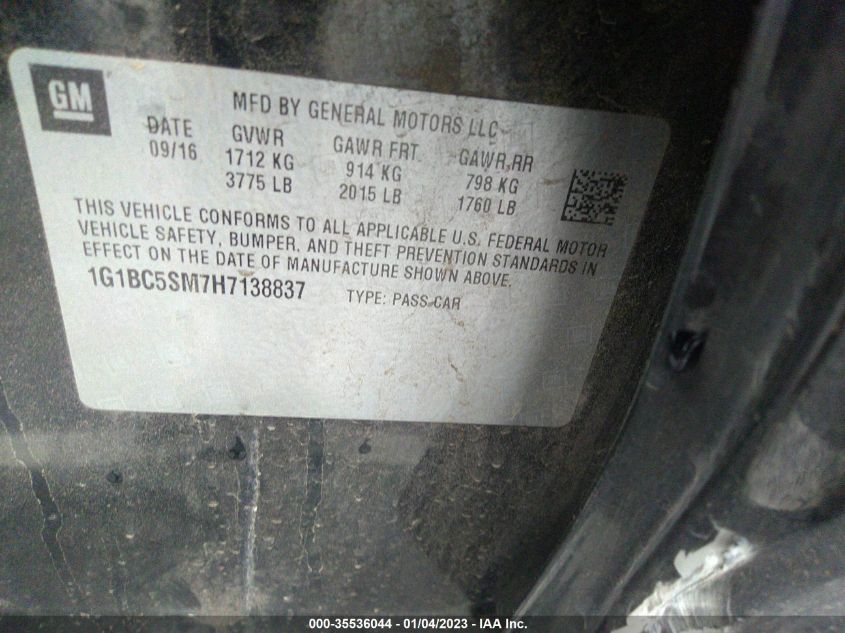 GM
MFD BY GENERAL MOTORS LLC
DATE GVWR GAWR FRT GAWR RR
09/16 1712 KG 914 KG 798 KG
3775 LB 2015 LB 1760 LB
THIS VEHICLE CONFORMS TO ALL APPLICABLE U.S. FEDERAL MOTOR
VEHICLE SAFETY, BUMPER, AND THEFT PREVENTION STANDARDS IN
EFFECT ON THE DATE OF MANUFACTURE SHOWN ABOVE.
1G1BC5SM7H7138837 TYPE: PASS CAR
000-35536044 - 01/04/2023 - IAA Inc.